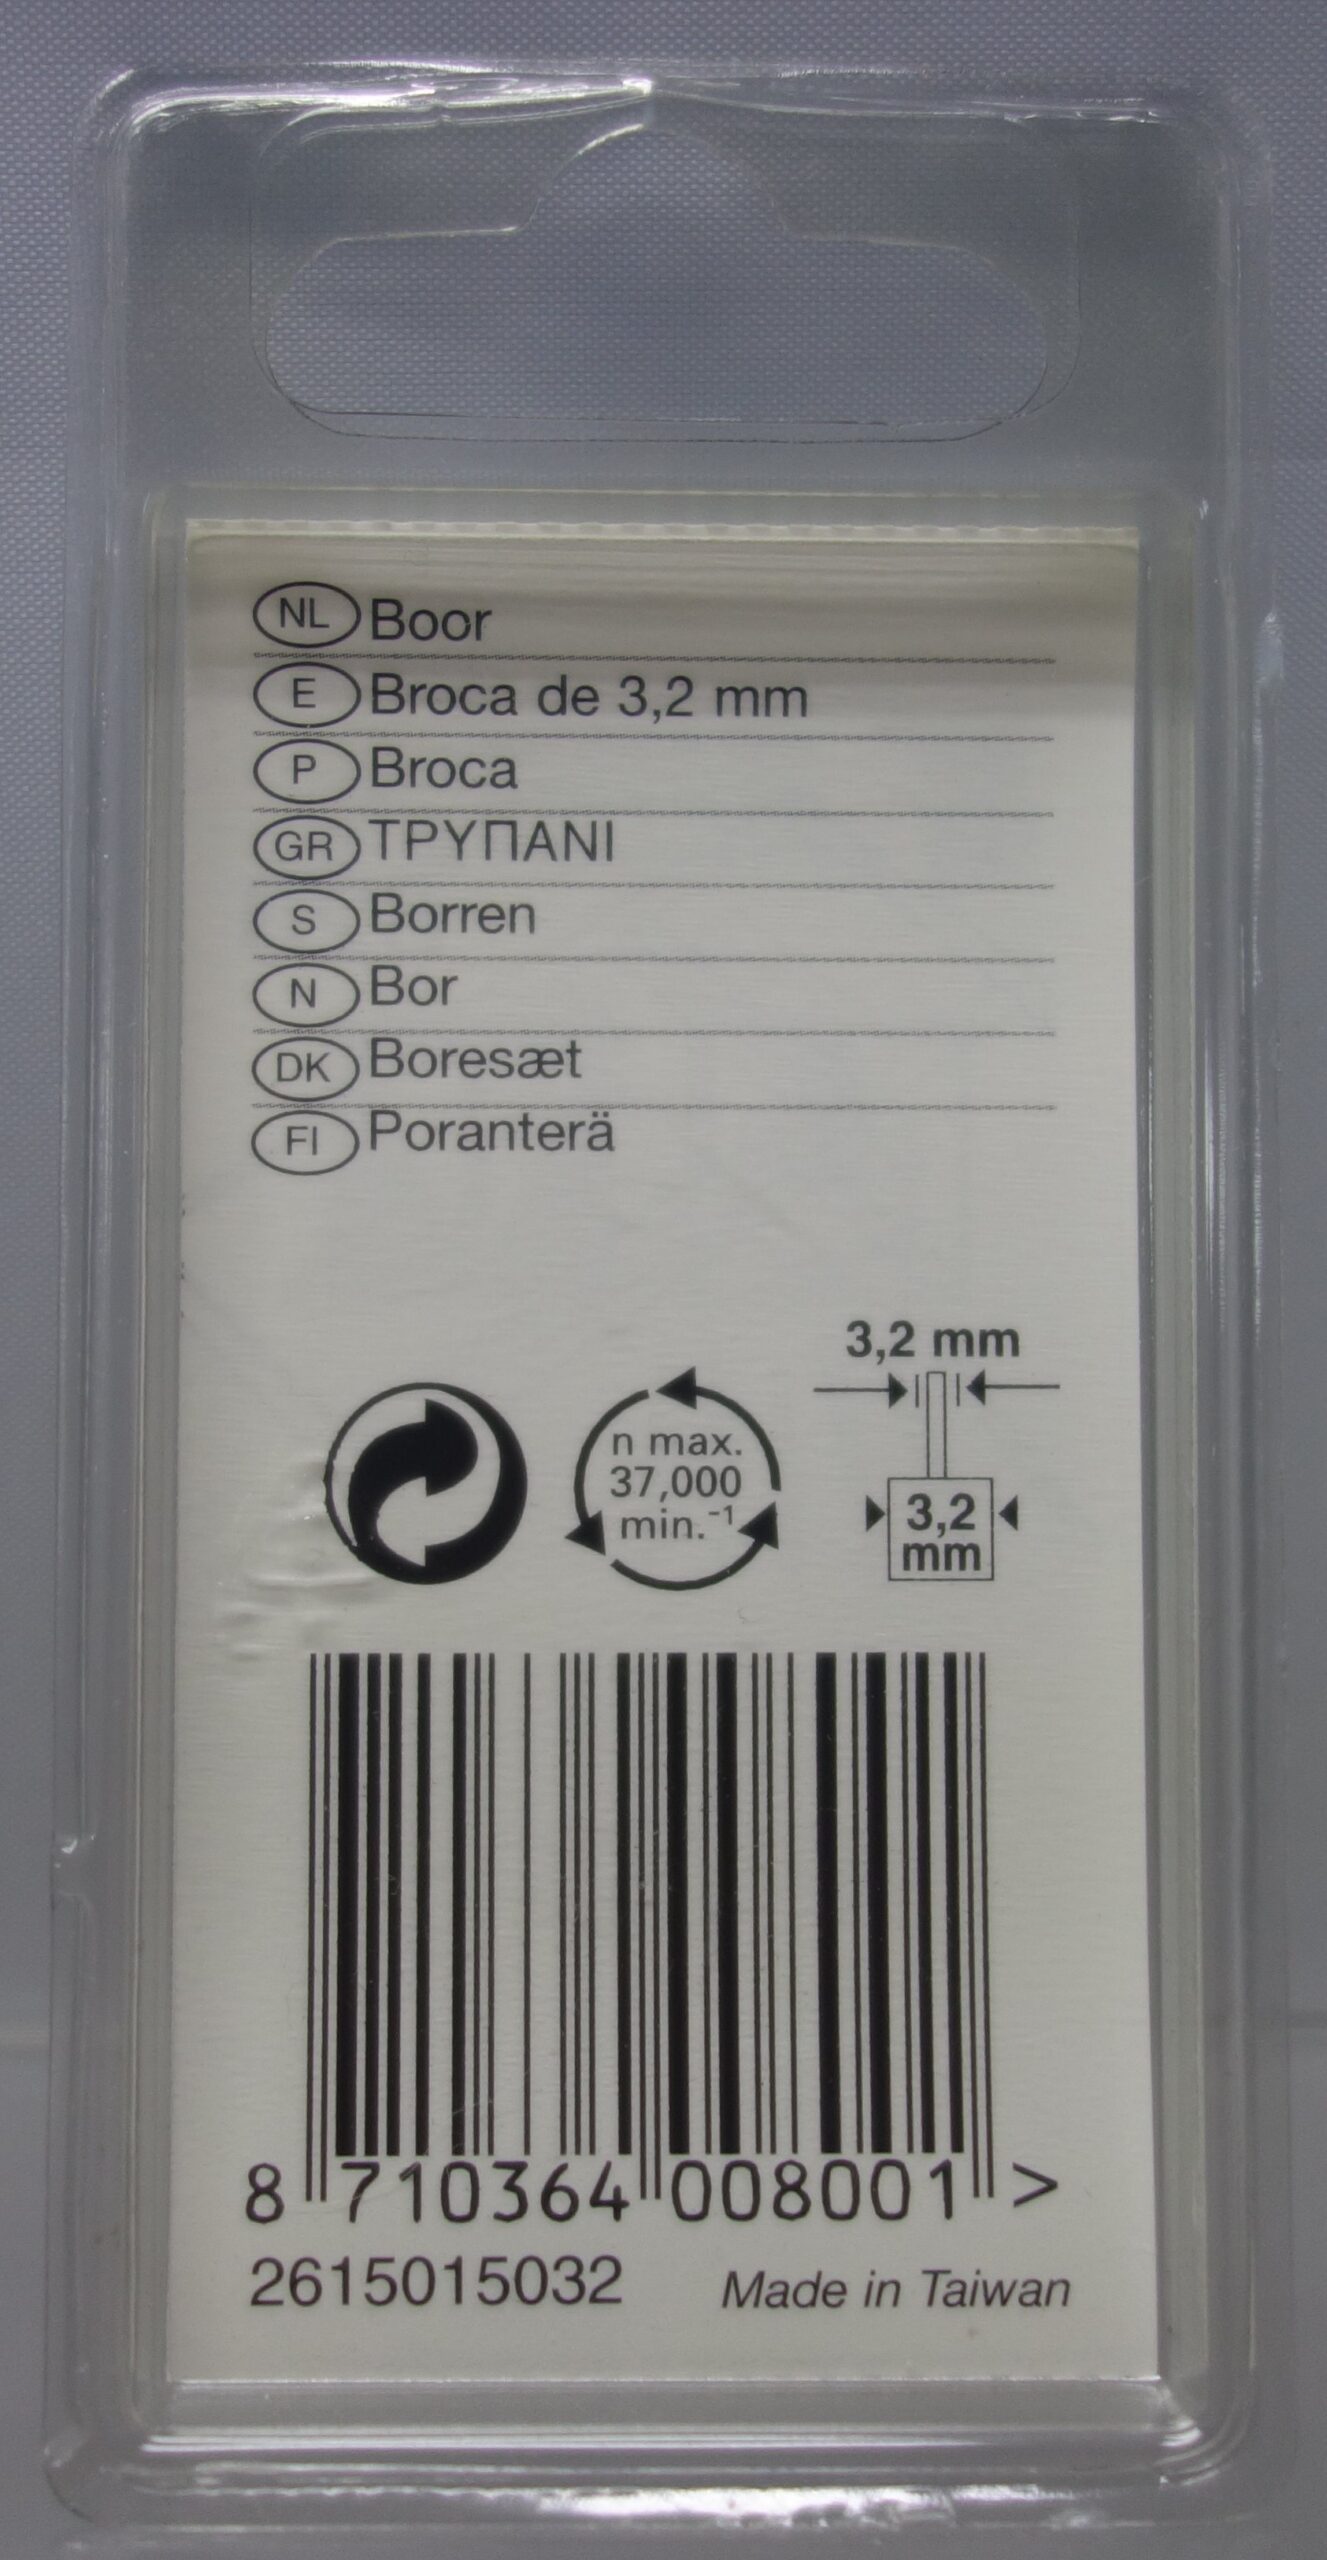 NL Boor
E Broca de 3,2 mm
P Broca
GR ΤΡΥΠΑΝΙ
S Borren
N Bor
DK Boresæt
FI Poranterä
3,2 mm
n max.
37,000
min.⁻¹
3,2
mm
8 710364 008001 >
2615015032 Made in Taiwan